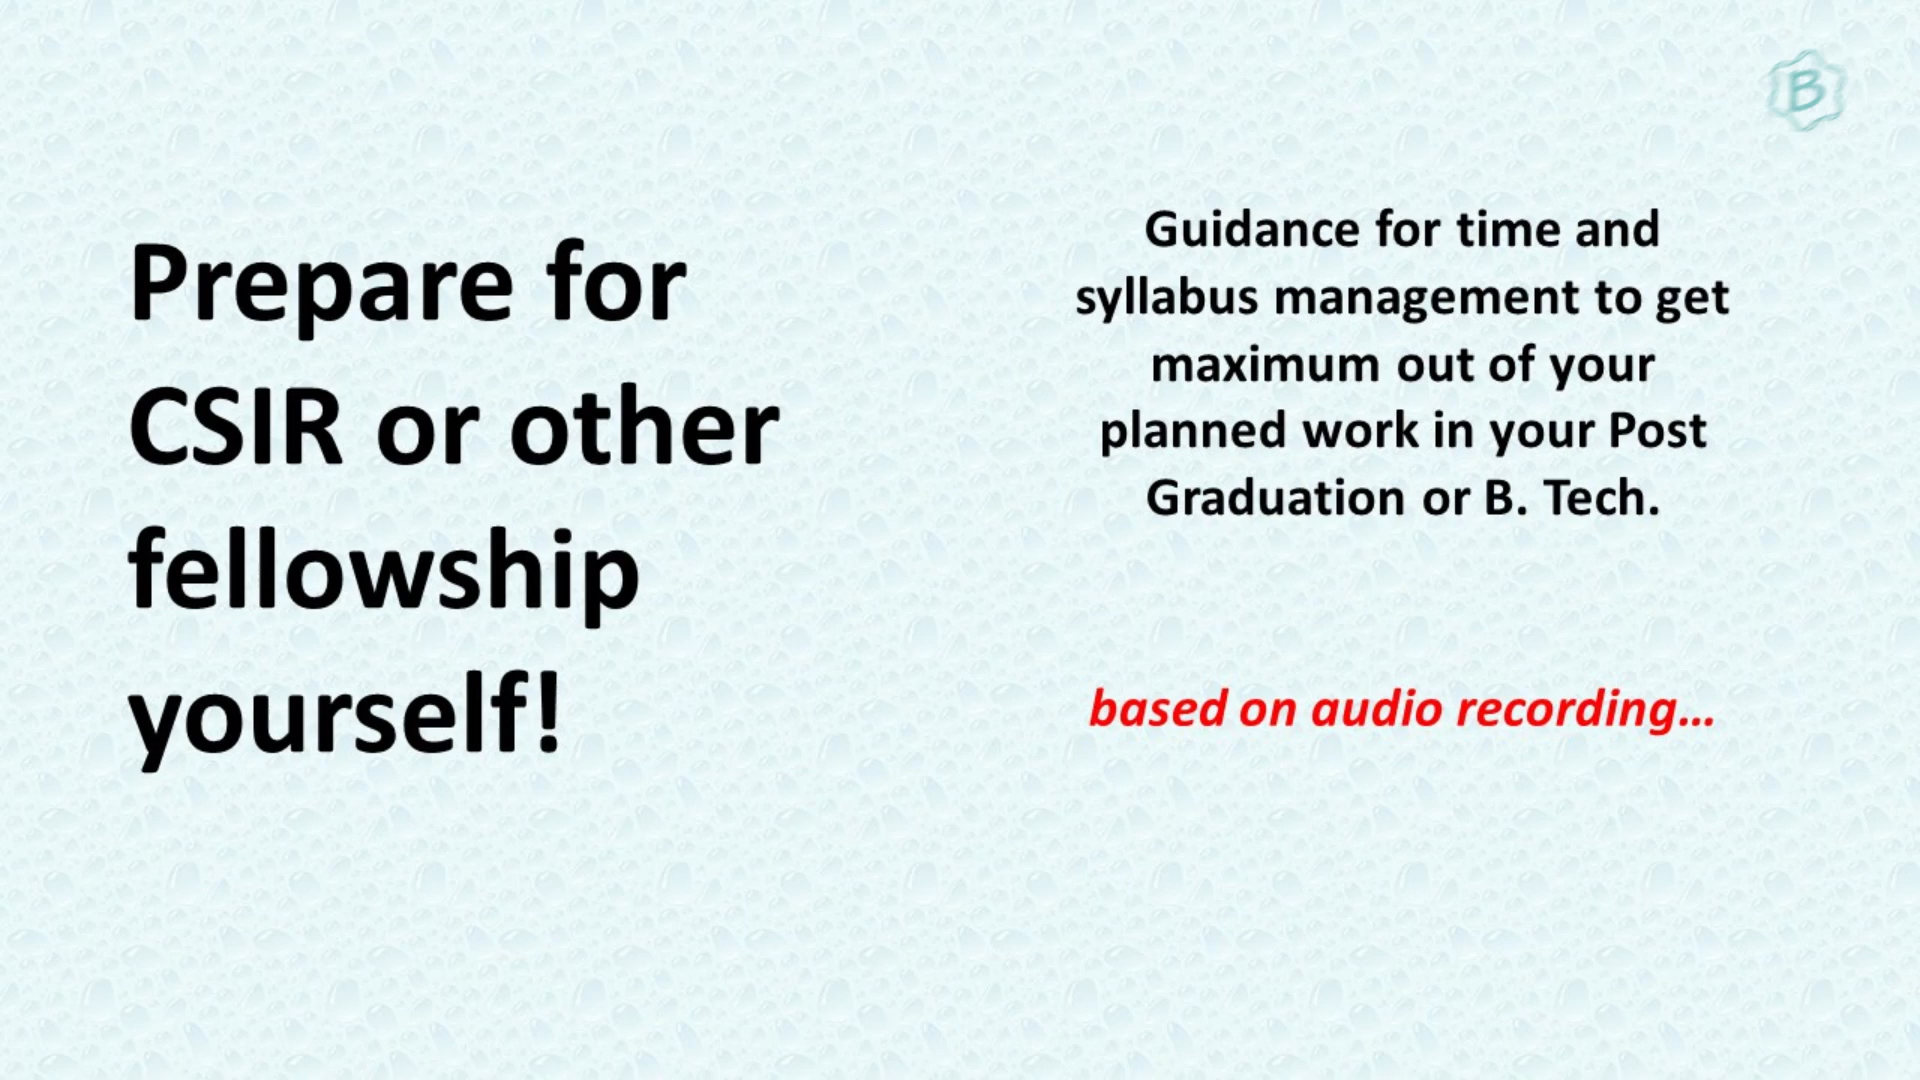 Prepare for
CSIR or other
fellowship
yourself!
Guidance for time and
syllabus management to get
maximum out of your
planned work in your Post
Graduation or B. Tech.
based on audio recording...
B